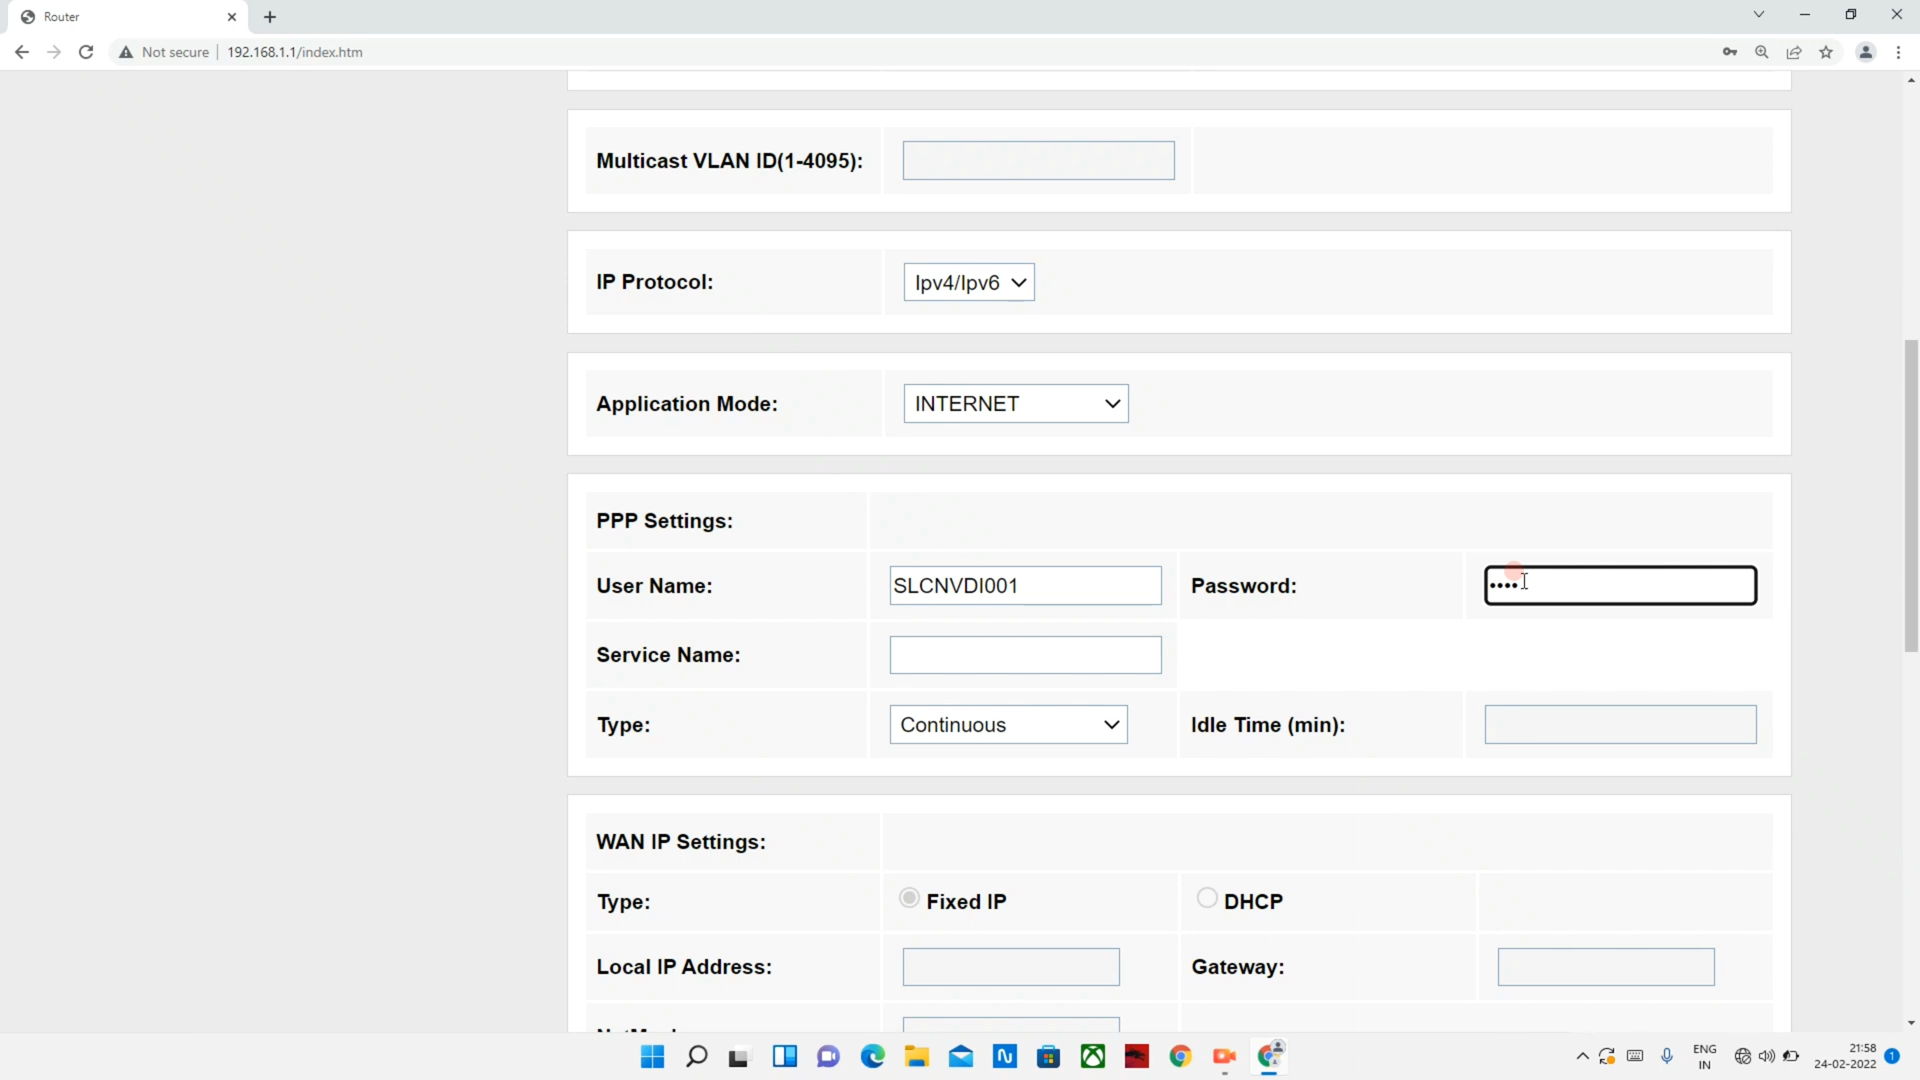 Router
Not secure
192.168.1.1/index.htm
Multicast VLAN ID(1-4095):
IP Protocol:
Ipv4/Ipv6
Application Mode:
INTERNET
PPP Settings:
User Name:
SLCNVDI001
Password:
••••
Service Name:
Type:
Continuous
Idle Time (min):
WAN IP Settings:
Type:
Fixed IP
DHCP
Local IP Address:
Gateway:
ENG
IN
21:58
24-02-2022
1